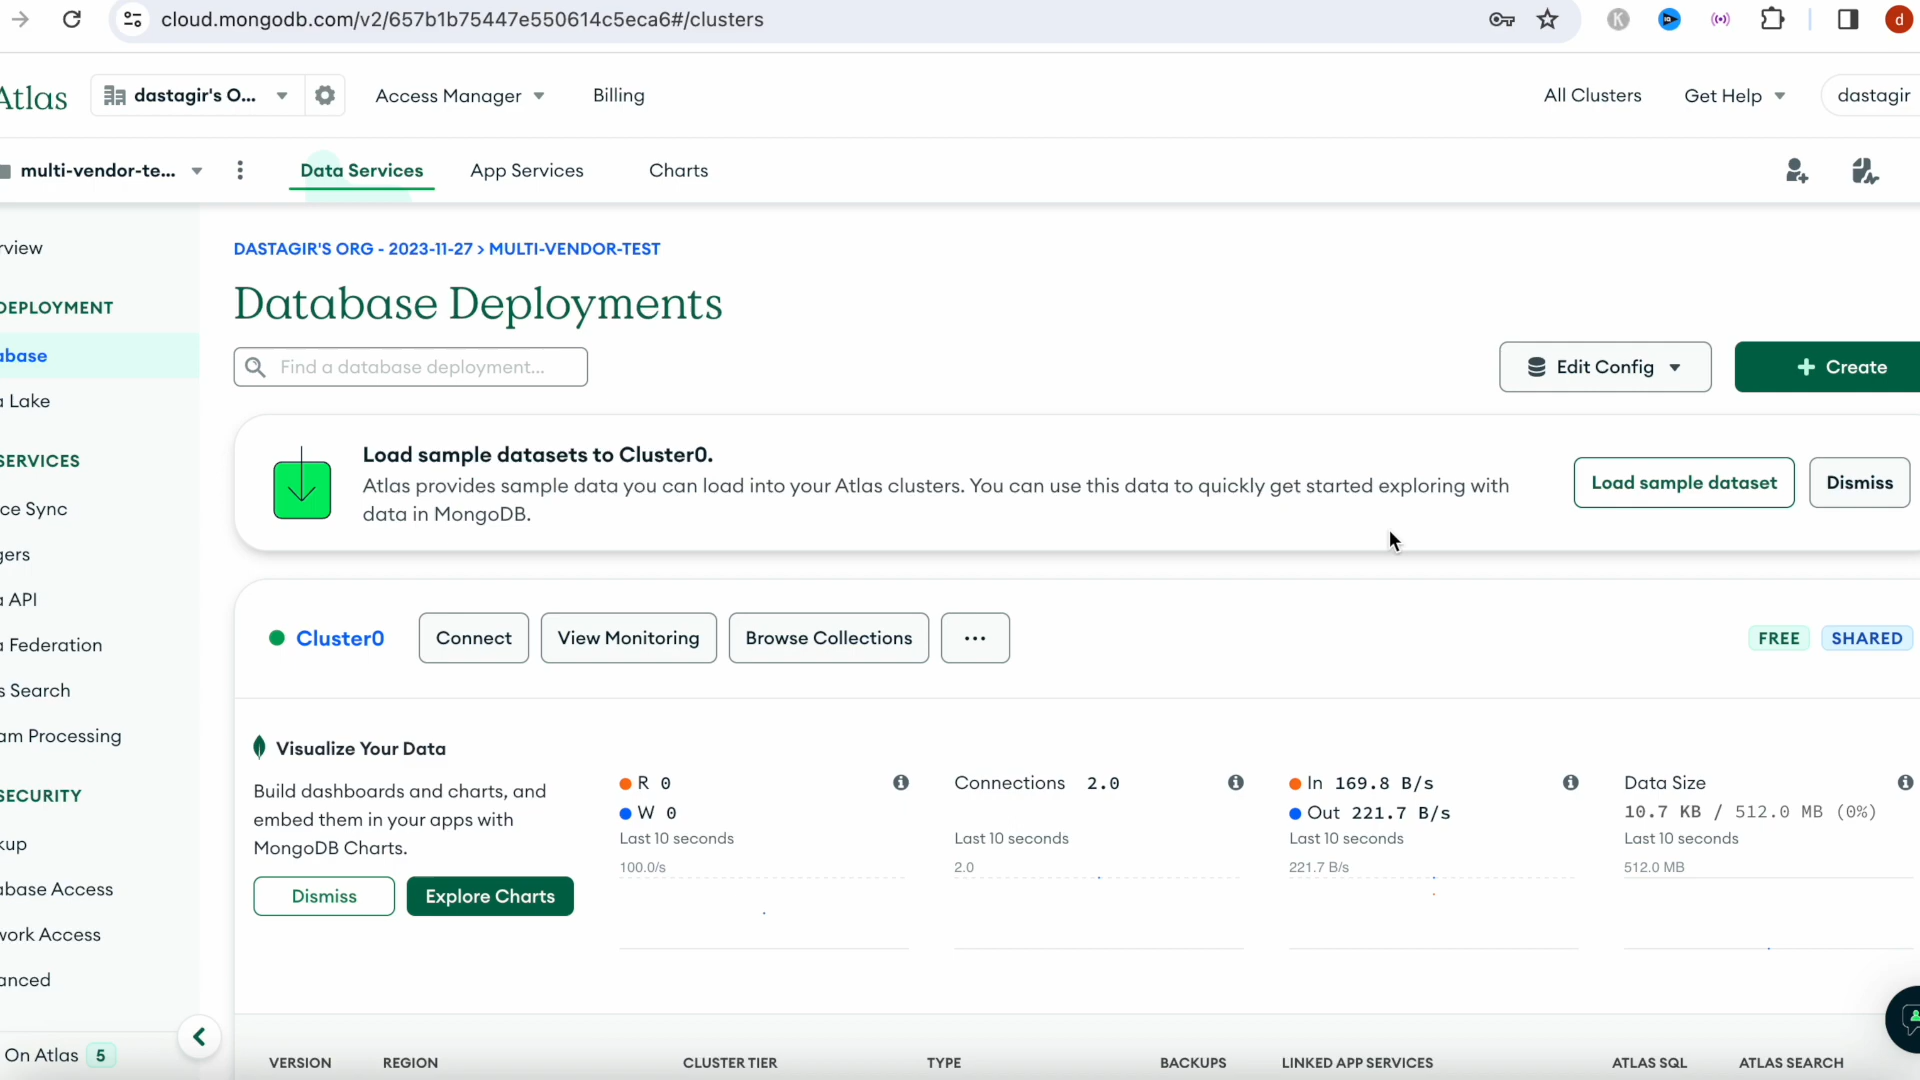 cloud.mongodb.com/v2/657b1b75447e550614c5eca6#/clusters
K
d
Atlas
dastagir's O...
Access Manager
Billing
All Clusters
Get Help
dastagir
multi-vendor-te...
Data Services
App Services
Charts
rview
DASTAGIR'S ORG - 2023-11-27 > MULTI-VENDOR-TEST
DEPLOYMENT
Database Deployments
abase
Find a database deployment...
Edit Config
+ Create
a Lake
SERVICES
Load sample datasets to Cluster0.
Atlas provides sample data you can load into your Atlas clusters. You can use this data to quickly get started exploring with
data in MongoDB.
Load sample dataset
Dismiss
ce Sync
gers
a API
a Federation
s Search
am Processing
Cluster0
Connect
View Monitoring
Browse Collections
...
FREE
SHARED
Visualize Your Data
Build dashboards and charts, and
embed them in your apps with
MongoDB Charts.
Dismiss
Explore Charts
R 0
W 0
Last 10 seconds
100.0/s
Connections 2.0
Last 10 seconds
2.0
In 169.8 B/s
Out 221.7 B/s
Last 10 seconds
221.7 B/s
Data Size
10.7 KB / 512.0 MB (0%)
Last 10 seconds
512.0 MB
SECURITY
kup
abase Access
work Access
anced
On Atlas 5
VERSION
REGION
CLUSTER TIER
TYPE
BACKUPS
LINKED APP SERVICES
ATLAS SQL
ATLAS SEARCH